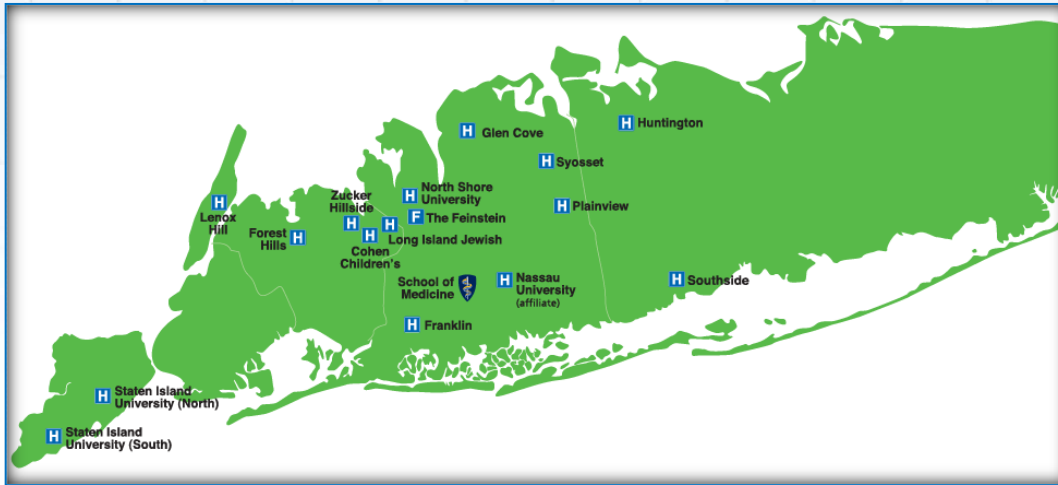 H
Huntington
H
Glen Cove
H
Syosset
H
Lenox
Hill
Zucker
Hillside
H
H
North Shore
University
F
The Feinstein
H
Plainview
Forest
Hills
H
H
Cohen
Children's
H
Long Island Jewish
School of
Medicine
H
Nassau
University
(affiliate)
H
Southside
H
Franklin
H
Staten Island
University (North)
H
Staten Island
University (South)